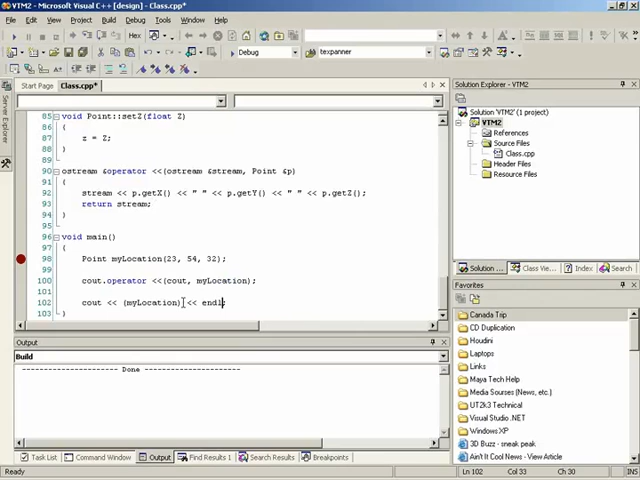 VTM2 - Microsoft Visual C++ [design] - Class.cpp*
File Edit View Project Build Debug Tools Window Help
Hex
Debug texpanner
Start Page Class.cpp*
Server Explorer
85 void Point::setZ(float Z)
86 {
87 z = Z;
88 }
89
90 ostream &operator <<(ostream &stream, Point &p)
91 {
92 stream << p.getX() << " " << p.getY() << " " << p.getZ();
93 return stream;
94 }
95
96 void main()
97 {
98 Point myLocation(23, 54, 32);
99
100 cout.operator <<(cout, myLocation);
101
102 cout << (myLocation) << endl;
103 }
Output
Build
---------------------- Done ----------------------
Task List Command Window Output Find Results 1 Search Results Breakpoints
Solution Explorer - VTM2
Solution 'VTM2' (1 project)
VTM2
References
Source Files
Class.cpp
Header Files
Resource Files
Solution ... Class View... Resourc...
Favorites
Canada Trip
CD Duplication
Houdini
Laptops
Links
Maya Tech Help
Media Sources (News, etc.)
UT2k3 Technical
Visual Studio .NET
Windows XP
3D Buzz - sneak peak
Ain't It Cool News -View Article
Ready Ln 102 Col 33 Ch 30 INS